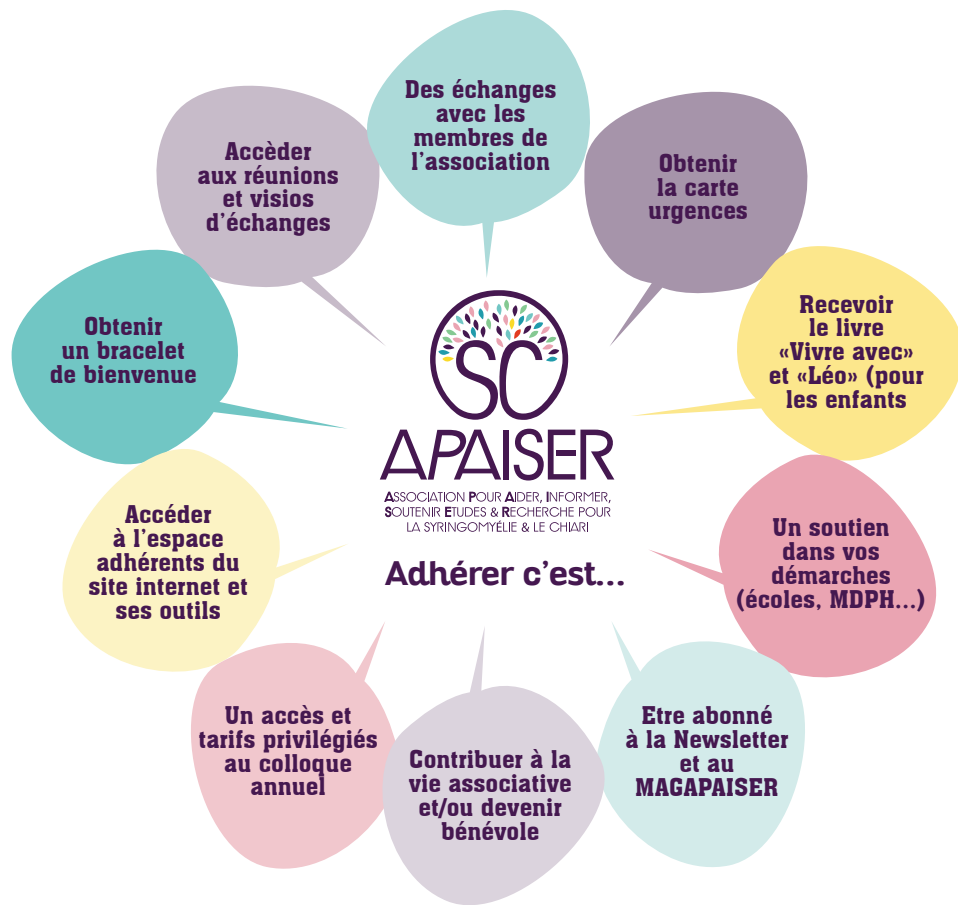 Des échanges
avec les
membres de
l'association
Obtenir
la carte
urgences
Recevoir
le livre
«Vivre avec»
et «Léo» (pour
les enfants
Un soutien
dans vos
démarches
(écoles, MDPH...)
Etre abonné
à la Newsletter
et au
MAGAPAISER
Contribuer à la
vie associative
et/ou devenir
bénévole
Un accès et
tarifs privilégiés
au colloque
annuel
Accéder
à l'espace
adhérents du
site internet et
ses outils
Obtenir
un bracelet
de bienvenue
Accèder
aux réunions
et visios
d'échanges
SC
APAISER
ASSOCIATION POUR AIDER, INFORMER,
SOUTENIR ETUDES & RECHERCHE POUR
LA SYRINGOMYÉLIE & LE CHIARI
Adhérer c'est...